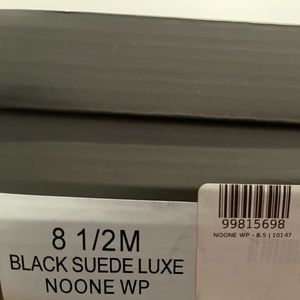 8 1/2M
BLACK SUEDE LUXE
NOONE WP
99815698
NOONE WP - 8.5 | 10147